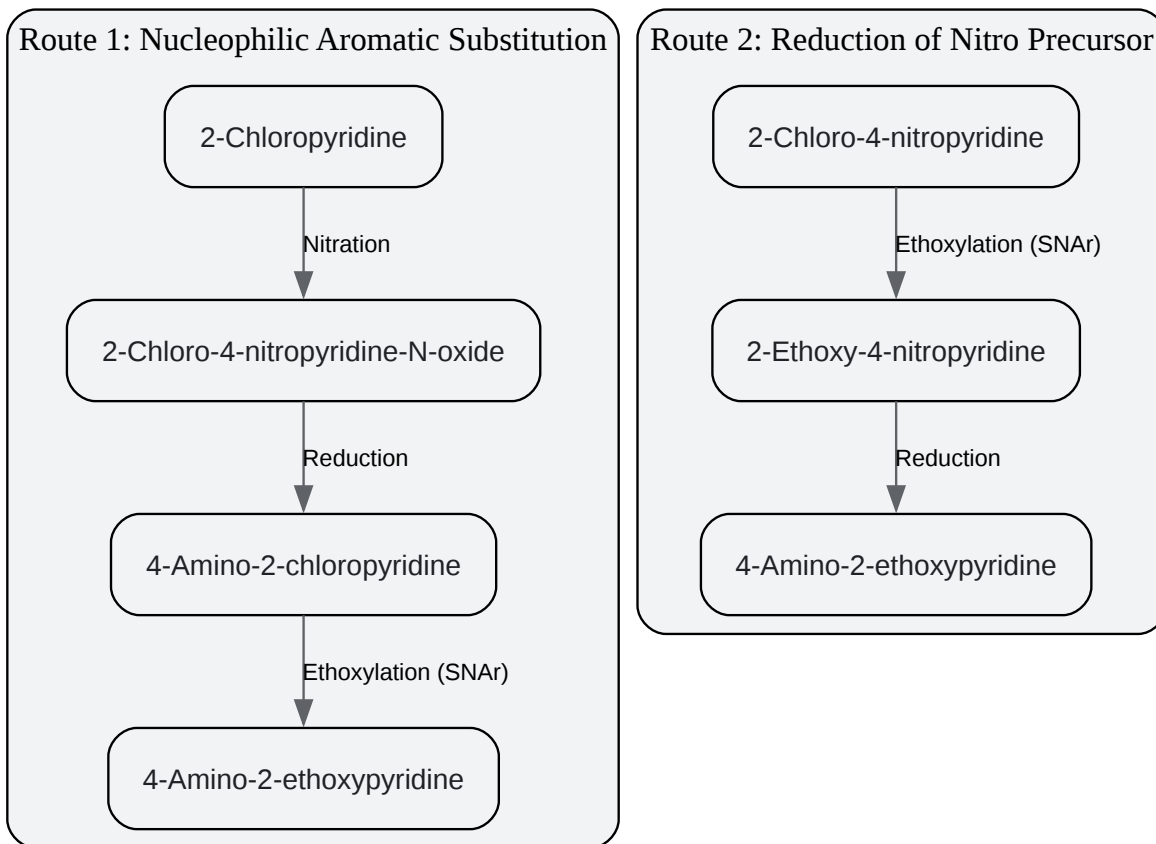 Route 1: Nucleophilic Aromatic Substitution
2-Chloropyridine
Nitration
2-Chloro-4-nitropyridine-N-oxide
Reduction
4-Amino-2-chloropyridine
Ethoxylation (SNAr)
4-Amino-2-ethoxypyridine
Route 2: Reduction of Nitro Precursor
2-Chloro-4-nitropyridine
Ethoxylation (SNAr)
2-Ethoxy-4-nitropyridine
Reduction
4-Amino-2-ethoxypyridine